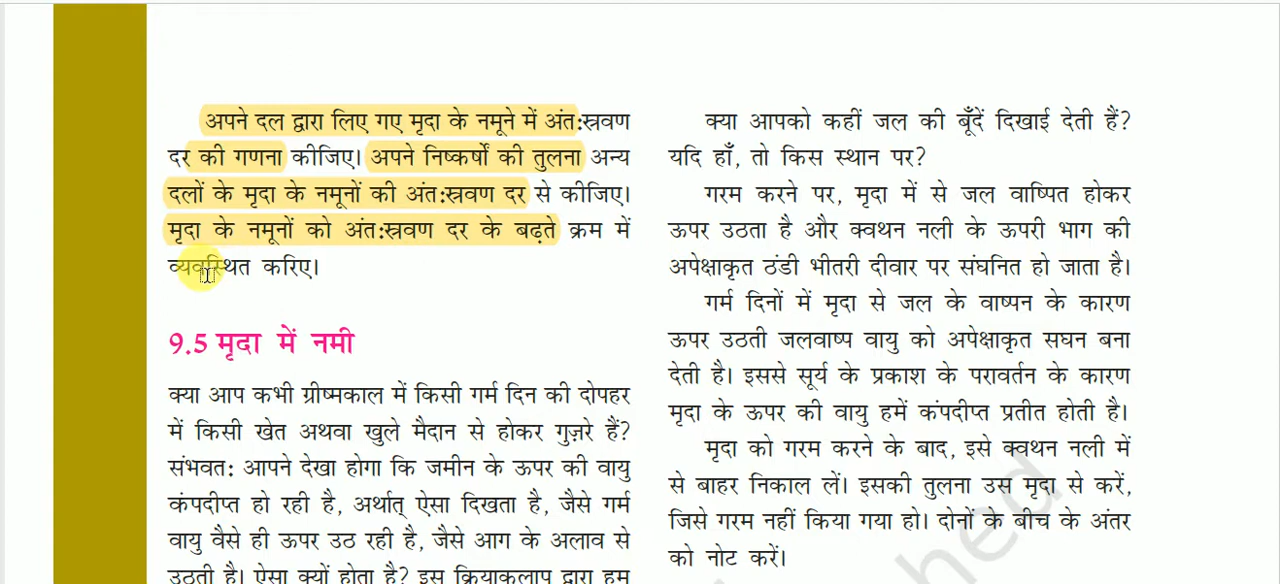 अपने दल द्वारा लिए गए मृदा के नमूने में अंत:स्रवण
दर की गणना कीजिए। अपने निष्कर्षों की तुलना अन्य
दलों के मृदा के नमूनों की अंत:स्रवण दर से कीजिए।
मृदा के नमूनों को अंत:स्रवण दर के बढ़ते क्रम में
व्यवस्थित करिए।
9.5 मृदा में नमी
क्या आप कभी ग्रीष्मकाल में किसी गर्म दिन की दोपहर
में किसी खेत अथवा खुले मैदान से होकर गुज़रे हैं?
संभवत: आपने देखा होगा कि जमीन के ऊपर की वायु
कंपदीप्त हो रही है, अर्थात् ऐसा दिखता है, जैसे गर्म
वायु वैसे ही ऊपर उठ रही है, जैसे आग के अलाव से
उठती है। ऐसा क्यों होता है? इस क्रियाकलाप द्वारा हम
क्या आपको कहीं जल की बूँदें दिखाई देती हैं?
यदि हाँ, तो किस स्थान पर?
गरम करने पर, मृदा में से जल वाष्पित होकर
ऊपर उठता है और क्वथन नली के ऊपरी भाग की
अपेक्षाकृत ठंडी भीतरी दीवार पर संघनित हो जाता है।
गर्म दिनों में मृदा से जल के वाष्पन के कारण
ऊपर उठती जलवाष्प वायु को अपेक्षाकृत सघन बना
देती है। इससे सूर्य के प्रकाश के परावर्तन के कारण
मृदा के ऊपर की वायु हमें कंपदीप्त प्रतीत होती है।
मृदा को गरम करने के बाद, इसे क्वथन नली में
से बाहर निकाल लें। इसकी तुलना उस मृदा से करें,
जिसे गरम नहीं किया गया हो। दोनों के बीच के अंतर
को नोट करें।